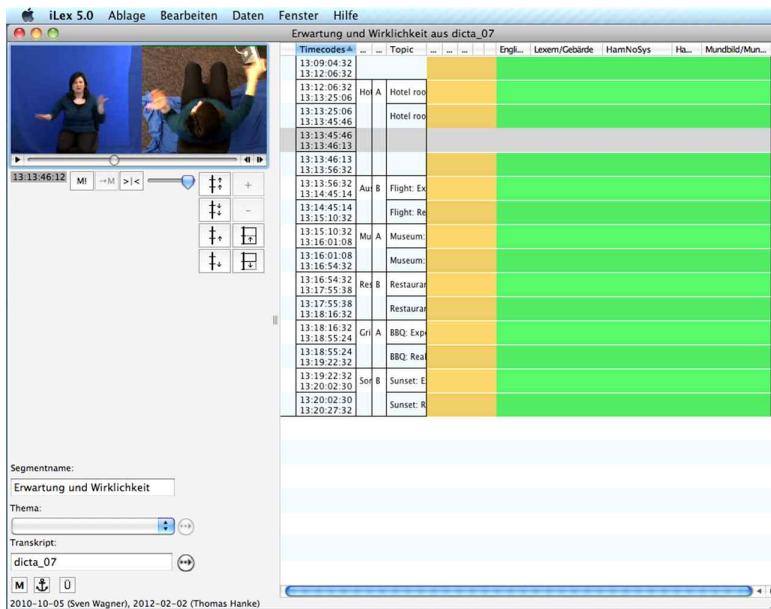 iLex 5.0 Ablage Bearbeiten Daten Fenster Hilfe
Erwartung und Wirklichkeit aus dicta_07
Timecodes ... ... Topic ... ... ... Engli... Lexem/Gebärde HamNoSys Ha... Mundbild/Mun...
13:09:04:32
13:12:06:32
13:12:06:32
13:13:25:06
Hot A Hotel roo
13:13:25:06
13:13:45:46
Hotel roo
13:13:45:46
13:13:46:13
13:13:46:13
13:13:56:32
13:13:56:32
13:14:45:14
Aus B Flight: Ex
13:14:45:14
13:15:10:32
Flight: Re
13:15:10:32
13:16:01:08
Mu A Museum:
13:16:01:08
13:16:54:32
Museum:
13:16:54:32
13:17:55:38
Res B Restaurar
13:17:55:38
13:18:16:32
Restaurar
13:18:16:32
13:18:55:24
Gri A BBQ: Expe
13:18:55:24
13:19:22:32
BBQ: Real
13:19:22:32
13:20:02:30
Sor B Sunset: E
13:20:02:30
13:20:27:32
Sunset: R
13:13:46:12 M! →M >|<
Segmentname:
Erwartung und Wirklichkeit
Thema:
Transkript:
dicta_07
M Ü
2010-10-05 (Sven Wagner), 2012-02-02 (Thomas Hanke)